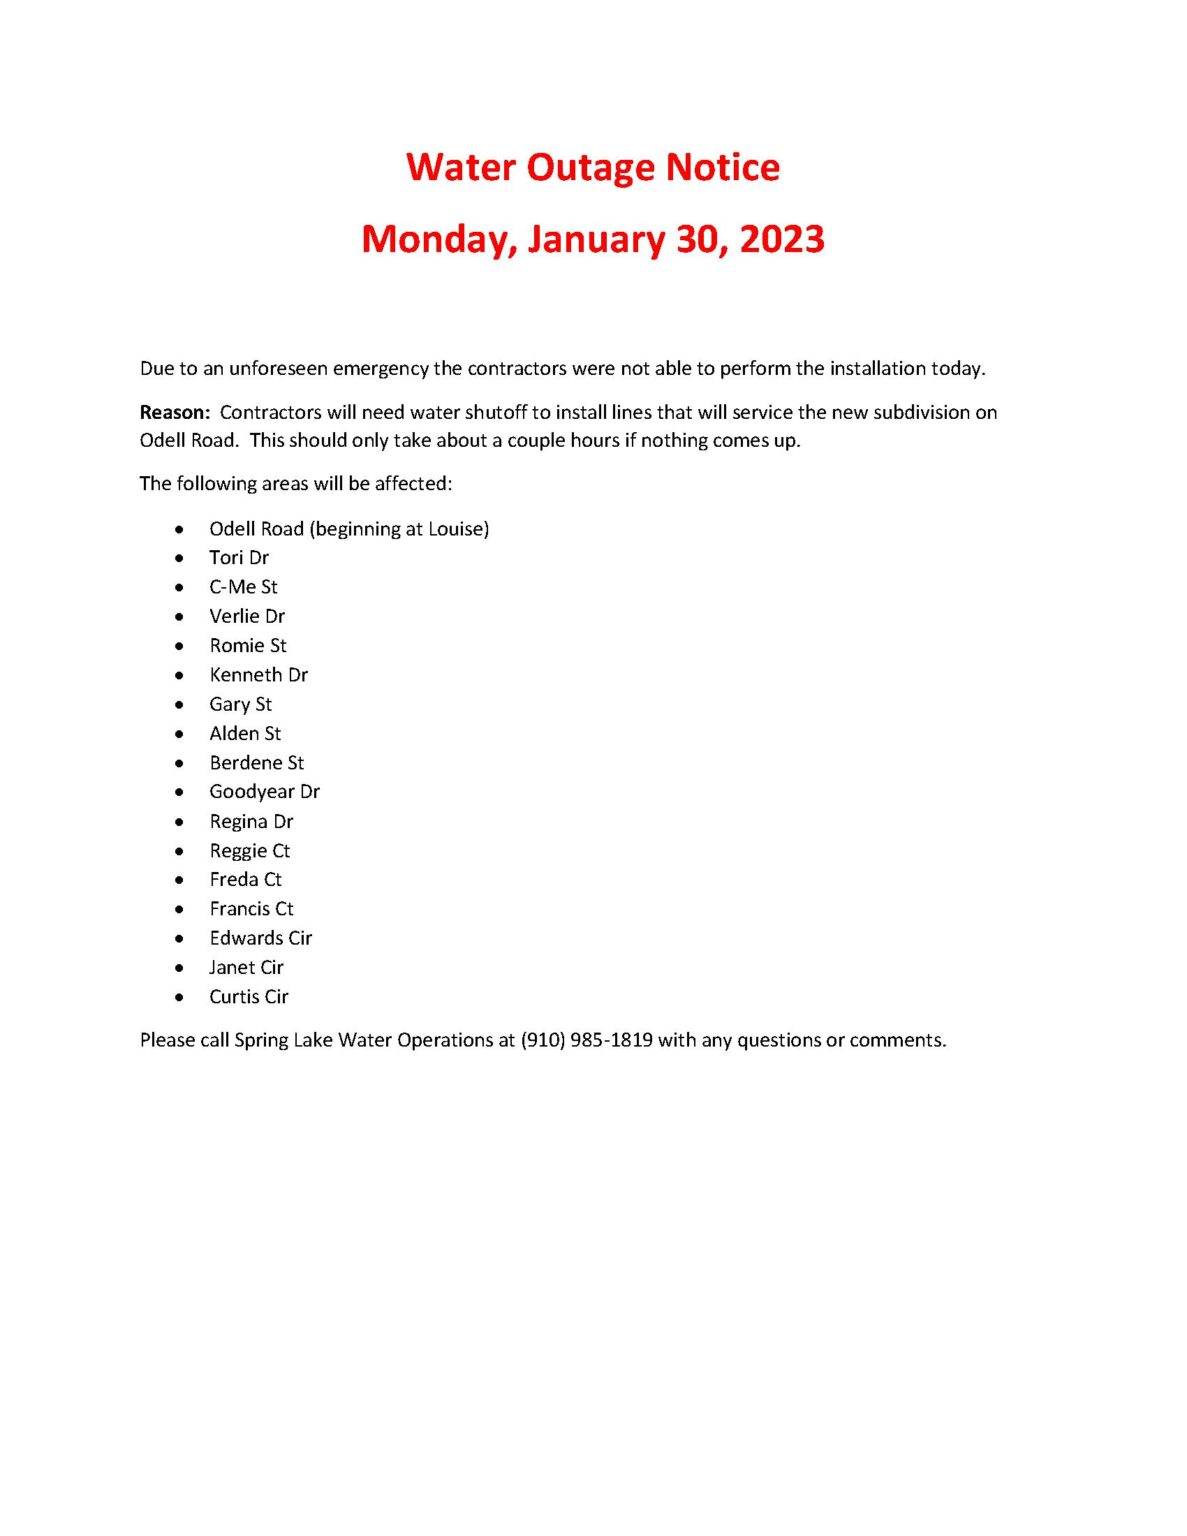 Water Outage Notice
Monday, January 30, 2023
Due to an unforeseen emergency the contractors were not able to perform the installation today.
Reason:  Contractors will need water shutoff to install lines that will service the new subdivision on
Odell Road.  This should only take about a couple hours if nothing comes up.
The following areas will be affected:
• Odell Road (beginning at Louise)
• Tori Dr
• C-Me St
• Verlie Dr
• Romie St
• Kenneth Dr
• Gary St
• Alden St
• Berdene St
• Goodyear Dr
• Regina Dr
• Reggie Ct
• Freda Ct
• Francis Ct
• Edwards Cir
• Janet Cir
• Curtis Cir
Please call Spring Lake Water Operations at (910) 985-1819 with any questions or comments.